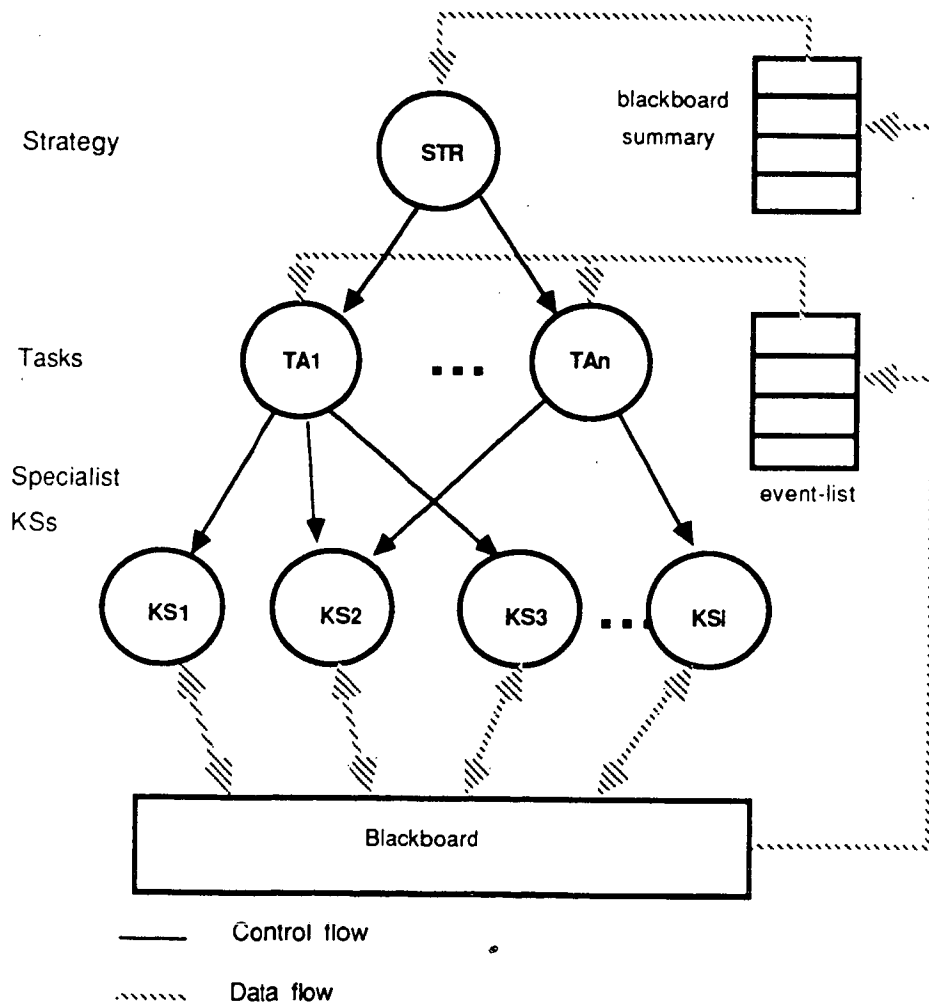 Strategy
STR
blackboard
summary
Tasks
TA1
...
TAn
event-list
Specialist
KSs
KS1
KS2
KS3
...
KSi
Blackboard
Control flow
Data flow